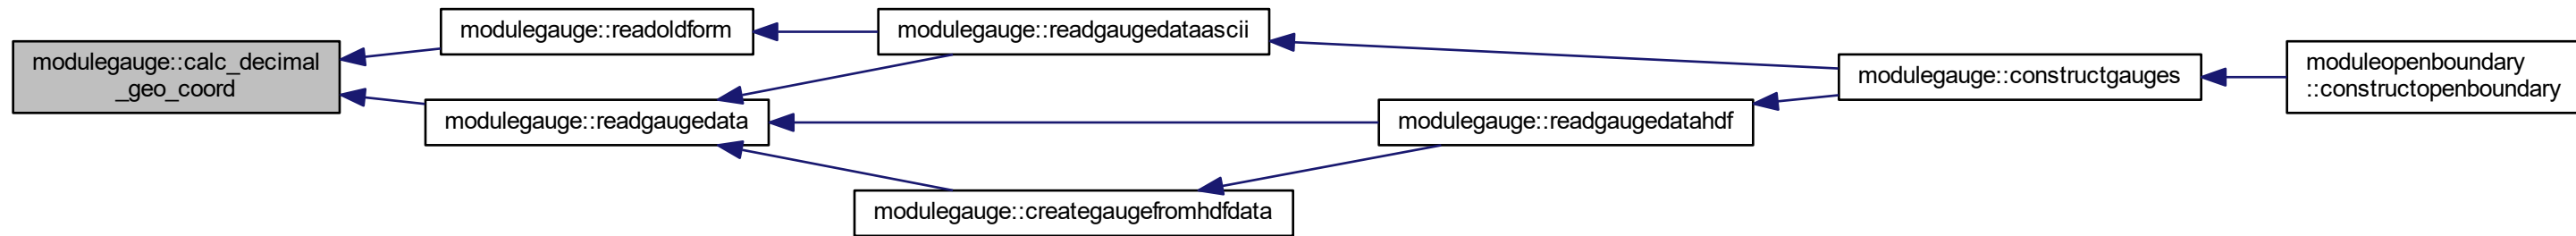 modulegauge::calc_decimal
_geo_coord
modulegauge::readoldform
modulegauge::readgaugedata
modulegauge::readgaugedataascii
modulegauge::creategaugefromhdfdata
modulegauge::readgaugedatahdf
modulegauge::constructgauges
moduleopenboundary
::constructopenboundary